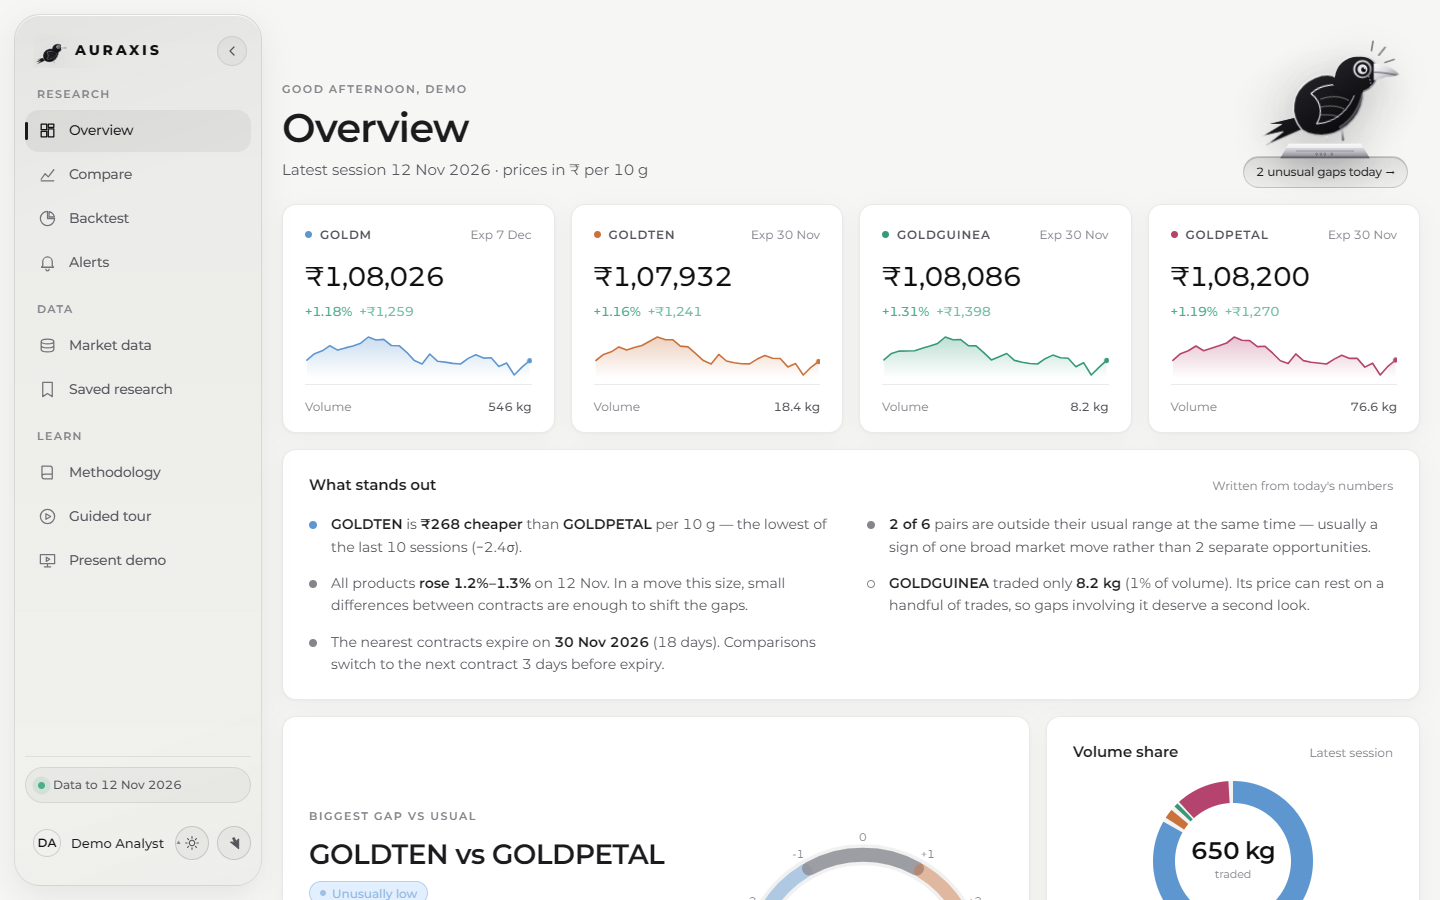 AURAXIS
RESEARCH
Overview
Compare
Backtest
Alerts
DATA
Market data
Saved research
LEARN
Methodology
Guided tour
Present demo
Data to 12 Nov 2026
DA Demo Analyst
GOOD AFTERNOON, DEMO
Overview
Latest session 12 Nov 2026 · prices in ₹ per 10 g
2 unusual gaps today →
GOLDM Exp 7 Dec
₹1,08,026
+1.18% +₹1,259
Volume 546 kg
GOLDTEN Exp 30 Nov
₹1,07,932
+1.16% +₹1,241
Volume 18.4 kg
GOLDGUINEA Exp 30 Nov
₹1,08,086
+1.31% +₹1,398
Volume 8.2 kg
GOLDPETAL Exp 30 Nov
₹1,08,200
+1.19% +₹1,270
Volume 76.6 kg
What stands out
Written from today's numbers
GOLDTEN is ₹268 cheaper than GOLDPETAL per 10 g — the lowest of
the last 10 sessions (−2.4σ).
All products rose 1.2%–1.3% on 12 Nov. In a move this size, small
differences between contracts are enough to shift the gaps.
The nearest contracts expire on 30 Nov 2026 (18 days). Comparisons
switch to the next contract 3 days before expiry.
2 of 6 pairs are outside their usual range at the same time — usually a
sign of one broad market move rather than 2 separate opportunities.
GOLDGUINEA traded only 8.2 kg (1% of volume). Its price can rest on a
handful of trades, so gaps involving it deserve a second look.
BIGGEST GAP VS USUAL
GOLDTEN vs GOLDPETAL
Unusually low
0
-1 +1
Volume share
Latest session
650 kg
traded